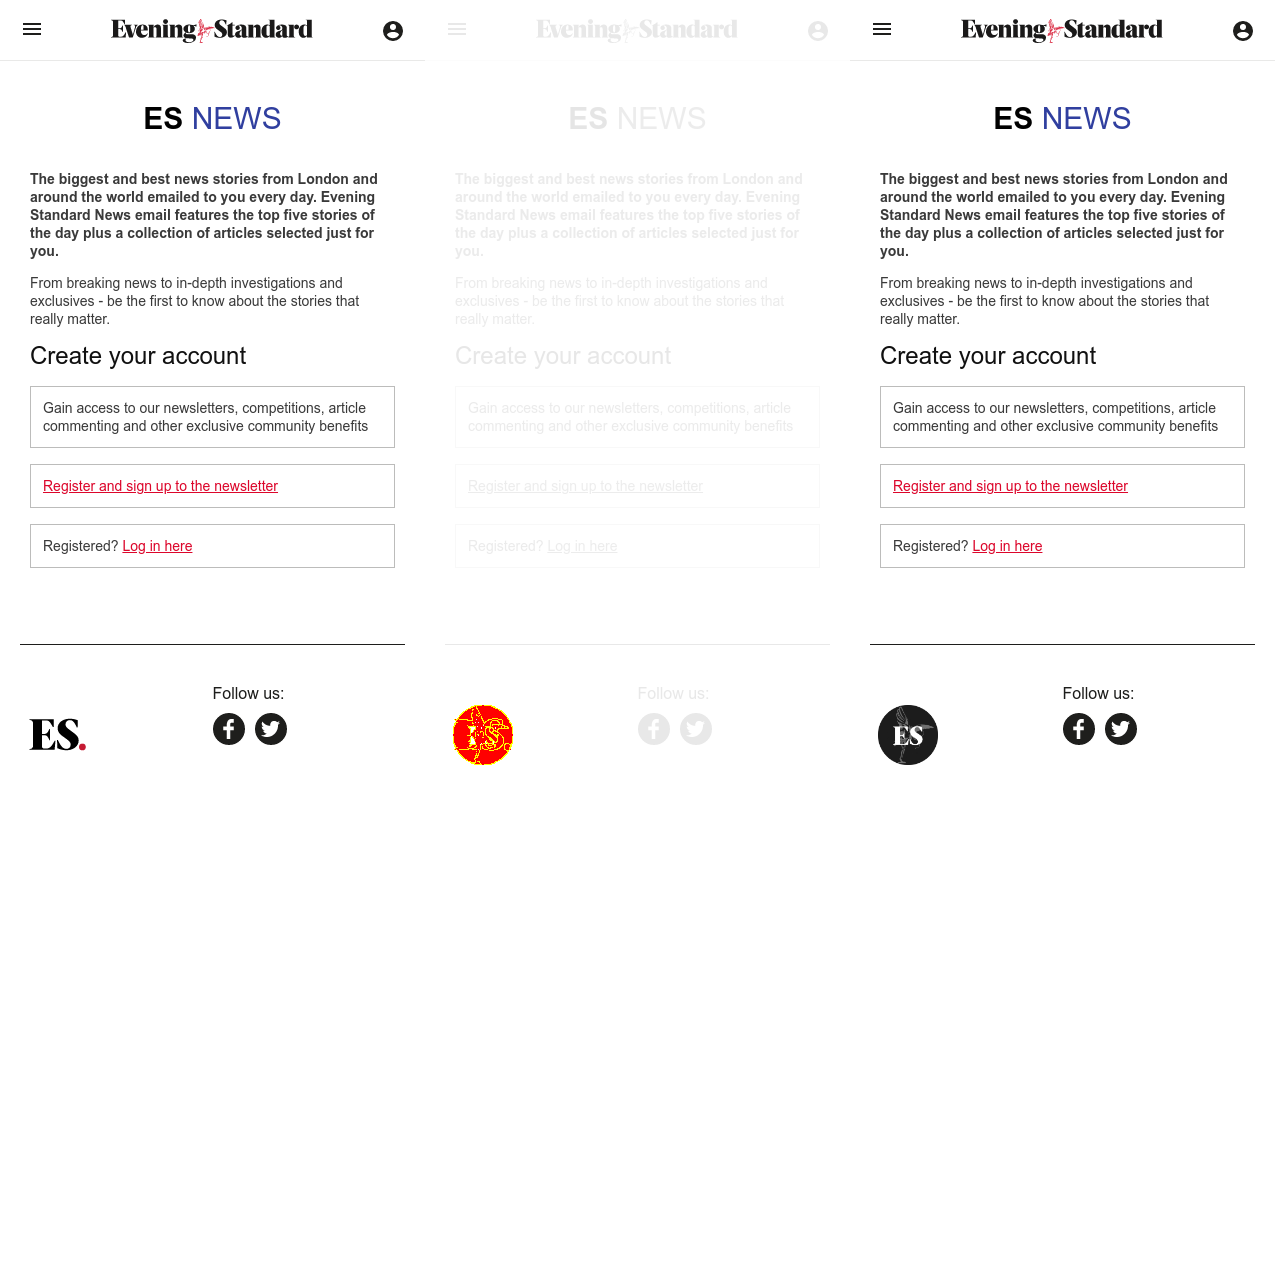 Evening Standard
ES NEWS
The biggest and best news stories from London and
around the world emailed to you every day. Evening
Standard News email features the top five stories of
the day plus a collection of articles selected just for
you.
From breaking news to in-depth investigations and
exclusives - be the first to know about the stories that
really matter.
Create your account
Gain access to our newsletters, competitions, article
commenting and other exclusive community benefits
Register and sign up to the newsletter
Registered? Log in here
Follow us:
ES.
Evening Standard
ES NEWS
The biggest and best news stories from London and
around the world emailed to you every day. Evening
Standard News email features the top five stories of
the day plus a collection of articles selected just for
you.
From breaking news to in-depth investigations and
exclusives - be the first to know about the stories that
really matter.
Create your account
Gain access to our newsletters, competitions, article
commenting and other exclusive community benefits
Register and sign up to the newsletter
Registered? Log in here
Follow us:
ES.
Evening Standard
ES NEWS
The biggest and best news stories from London and
around the world emailed to you every day. Evening
Standard News email features the top five stories of
the day plus a collection of articles selected just for
you.
From breaking news to in-depth investigations and
exclusives - be the first to know about the stories that
really matter.
Create your account
Gain access to our newsletters, competitions, article
commenting and other exclusive community benefits
Register and sign up to the newsletter
Registered? Log in here
Follow us:
ES